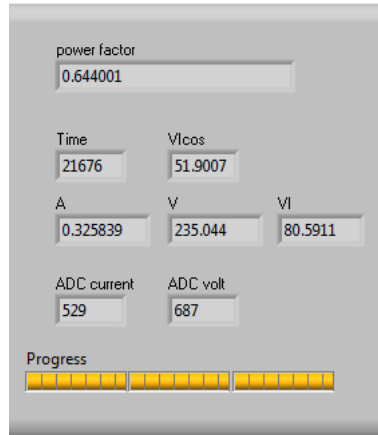 power factor
0.644001
Time VIcos
21676 51.9007
A V VI
0.325839 235.044 80.5911
ADC current ADC volt
529 687
Progress